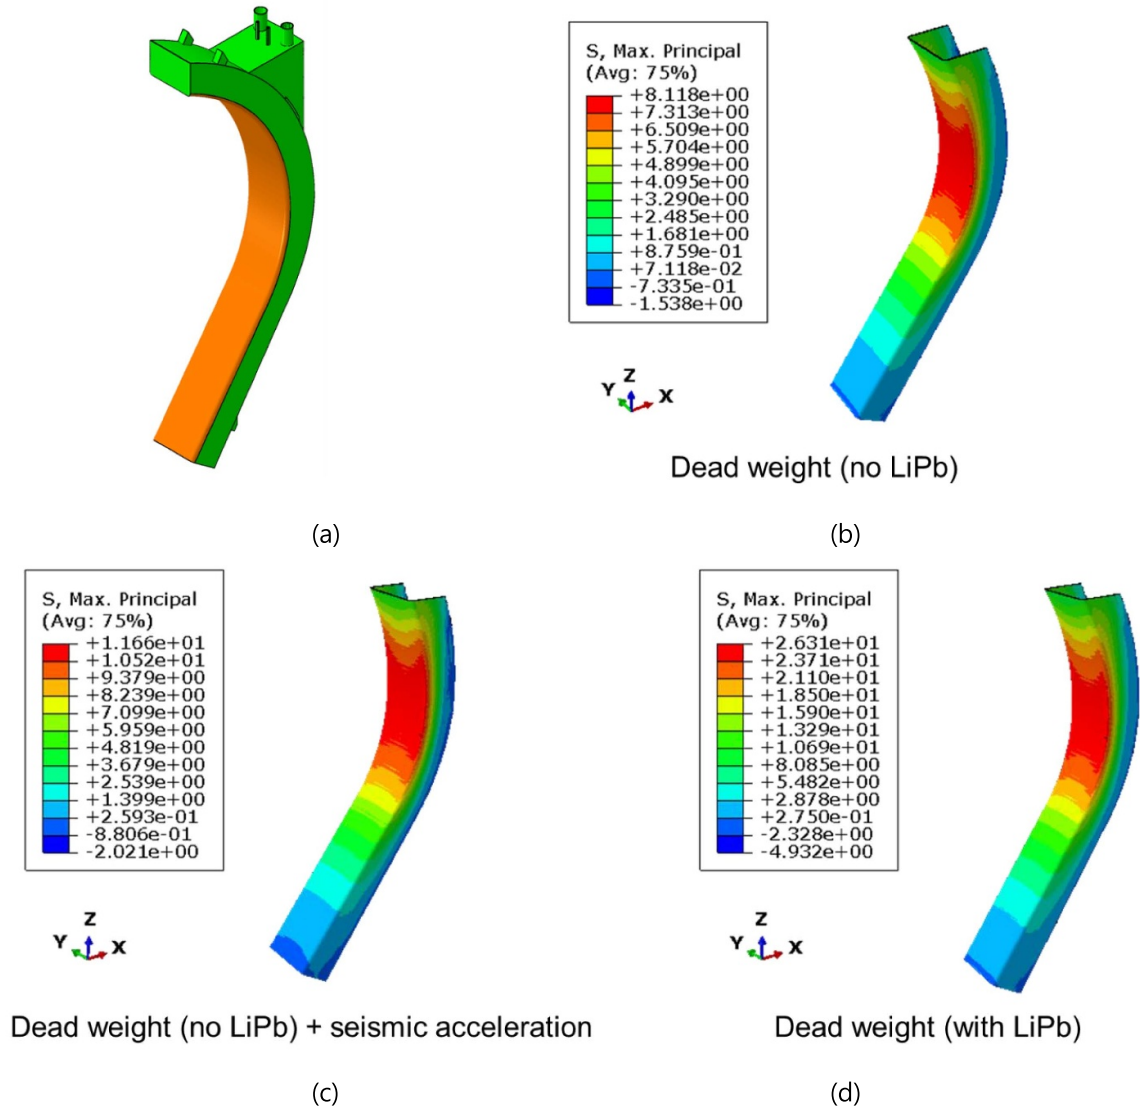 S, Max. Principal
(Avg: 75%)
+8.118e+00
+7.313e+00
+6.509e+00
+5.704e+00
+4.899e+00
+4.095e+00
+3.290e+00
+2.485e+00
+1.681e+00
+8.759e-01
+7.118e-02
-7.335e-01
-1.538e+00
Z
Y X
Dead weight (no LiPb)
(a)
(b)
S, Max. Principal
(Avg: 75%)
+1.166e+01
+1.052e+01
+9.379e+00
+8.239e+00
+7.099e+00
+5.959e+00
+4.819e+00
+3.679e+00
+2.539e+00
+1.399e+00
+2.593e-01
-8.806e-01
-2.021e+00
Z
Y X
Dead weight (no LiPb) + seismic acceleration
(c)
S, Max. Principal
(Avg: 75%)
+2.631e+01
+2.371e+01
+2.110e+01
+1.850e+01
+1.590e+01
+1.329e+01
+1.069e+01
+8.085e+00
+5.482e+00
+2.878e+00
+2.750e-01
-2.328e+00
-4.932e+00
Z
Y X
Dead weight (with LiPb)
(d)